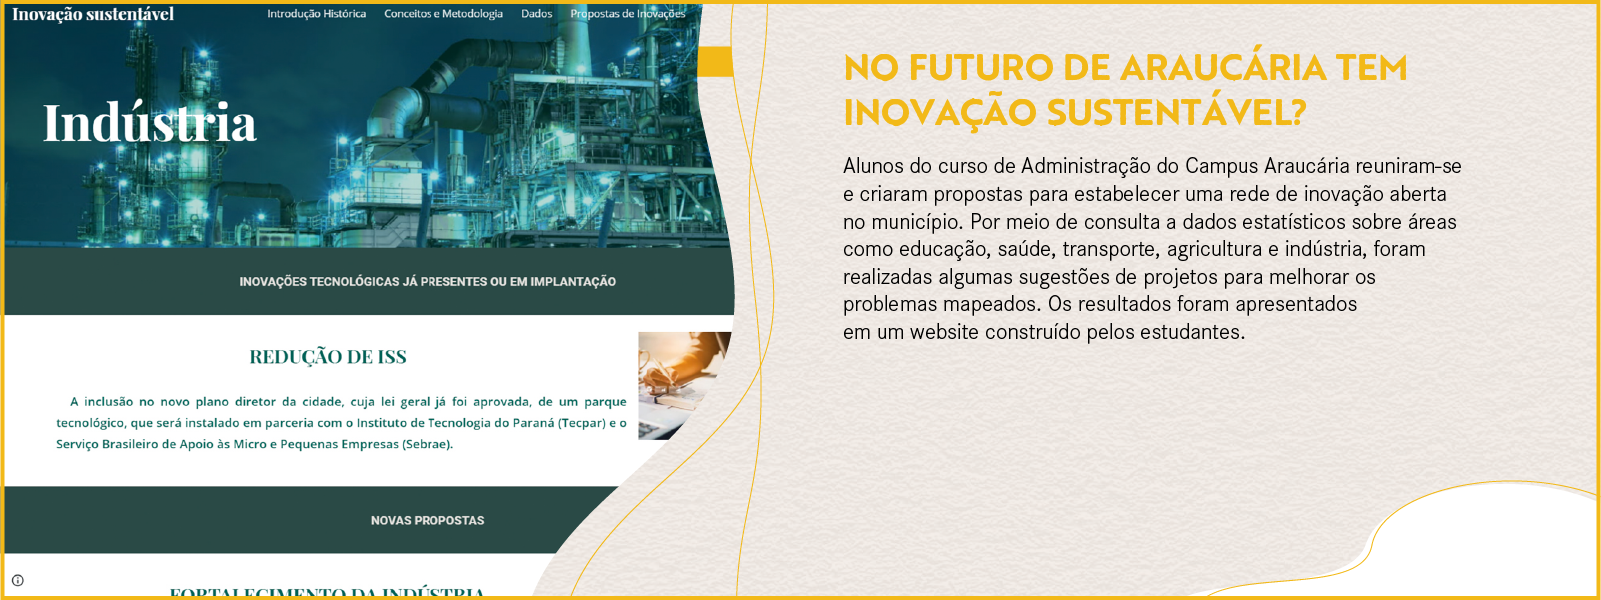 Inovação sustentável
Introdução Histórica Conceitos e Metodologia Dados Propostas de Inovações
Indústria
INOVAÇÕES TECNOLÓGICAS JÁ PRESENTES OU EM IMPLANTAÇÃO
REDUÇÃO DE ISS
A inclusão no novo plano diretor da cidade, cuja lei geral já foi aprovada, de um parque
tecnológico, que será instalado em parceria com o Instituto de Tecnologia do Paraná (Tecpar) e o
Serviço Brasileiro de Apoio às Micro e Pequenas Empresas (Sebrae).
NOVAS PROPOSTAS
FORTALECIMENTO DA INDÚSTRIA
NO FUTURO DE ARAUCÁRIA TEM
INOVAÇÃO SUSTENTÁVEL?
Alunos do curso de Administração do Campus Araucária reuniram-se
e criaram propostas para estabelecer uma rede de inovação aberta
no município. Por meio de consulta a dados estatísticos sobre áreas
como educação, saúde, transporte, agricultura e indústria, foram
realizadas algumas sugestões de projetos para melhorar os
problemas mapeados. Os resultados foram apresentados
em um website construído pelos estudantes.